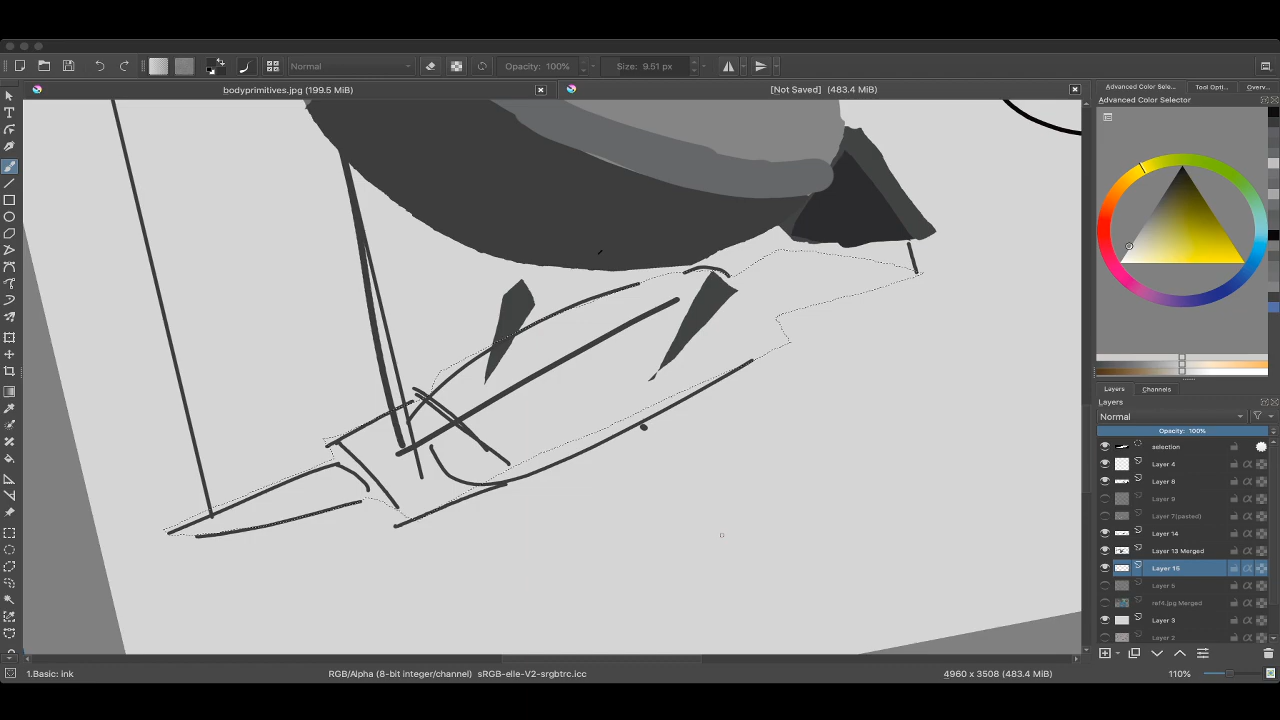 Normal
Opacity: 100%
Size: 9.51 px
bodyprimitives.jpg (199.5 MiB)
[Not Saved] (483.4 MiB)
Advanced Color Sele...
Tool Opti...
Overv...
Advanced Color Selector
Layers
Channels
Layers
Normal
Opacity: 100%
selection
Layer 4
Layer 8
Layer 9
Layer 7(pasted)
Layer 14
Layer 13 Merged
Layer 15
Layer 6
ref4.jpg Merged
Layer 3
Layer 2
1.Basic: ink
RGB/Alpha (8-bit integer/channel) sRGB-elle-V2-srgbtrc.icc
4960 x 3508 (483.4 MiB)
110%